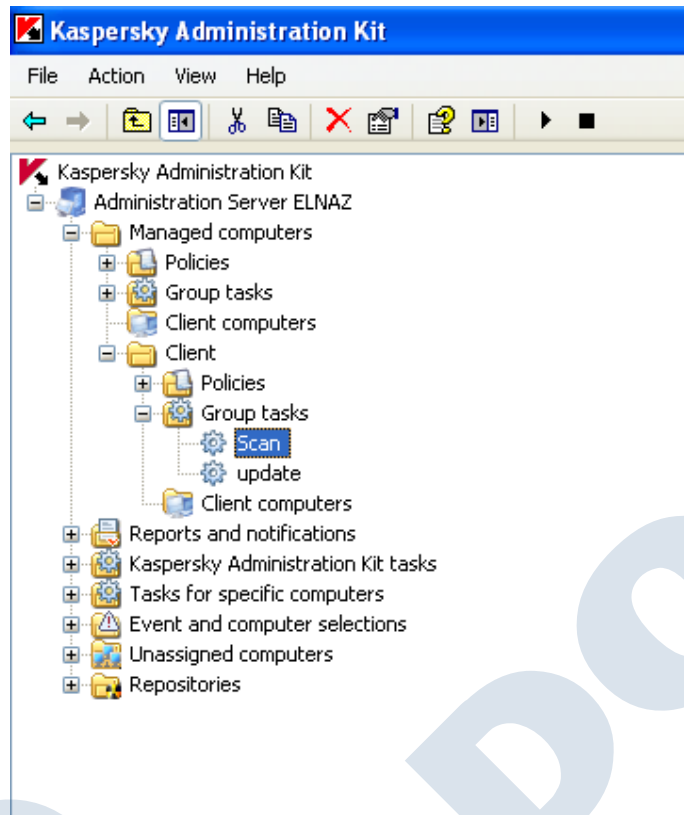 Kaspersky Administration Kit
File Action View Help
Kaspersky Administration Kit
Administration Server ELNAZ
Managed computers
Policies
Group tasks
Client computers
Client
Policies
Group tasks
Scan
update
Client computers
Reports and notifications
Kaspersky Administration Kit tasks
Tasks for specific computers
Event and computer selections
Unassigned computers
Repositories